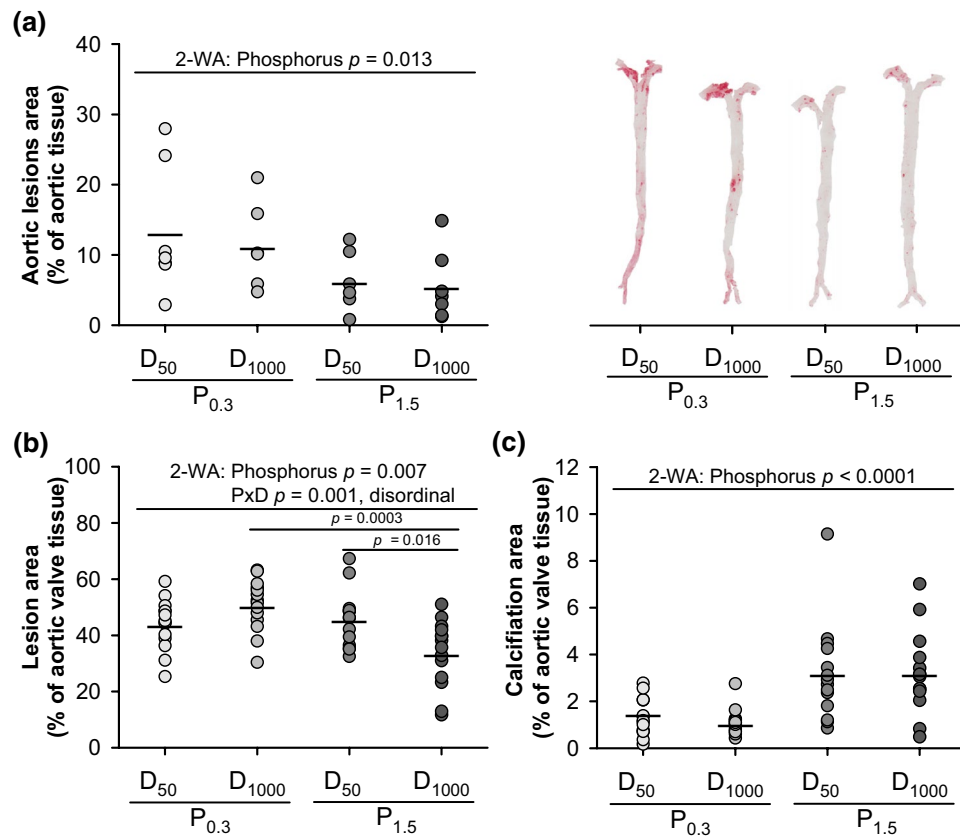 (a)
40
30
20
10
0
Aortic lesions area
(% of aortic tissue)
2-WA: Phosphorus p = 0.013
D50 D1000 D50 D1000
P0.3 P1.5
D50 D1000 D50 D1000
P0.3 P1.5
(b)
100
80
60
40
20
0
Lesion area
(% of aortic valve tissue)
2-WA: Phosphorus p = 0.007
PxD p = 0.001, disordinal
p = 0.0003
p = 0.016
D50 D1000 D50 D1000
P0.3 P1.5
(c)
12
10
8
6
4
2
0
Calcifiation area
(% of aortic valve tissue)
2-WA: Phosphorus p < 0.0001
D50 D1000 D50 D1000
P0.3 P1.5